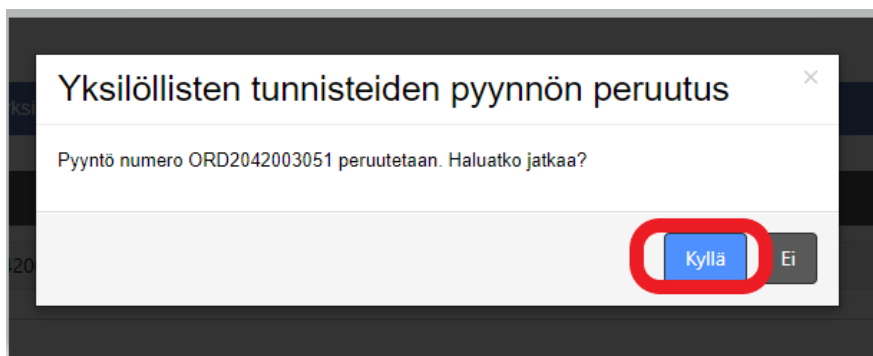 Yksilöllisten tunnisteiden pyynnön peruutus
×
Pyyntö numero ORD2042003051 peruutetaan. Haluatko jatkaa?
Kyllä
Ei